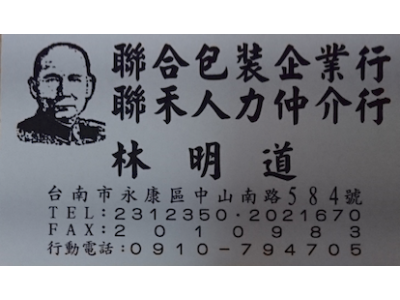 聯合包裝企業行
聯禾人力仲介行
林明道
台南市永康區中山南路584號
TEL:2312350·2021670
FAX:2010983
行動電話:0910-794705